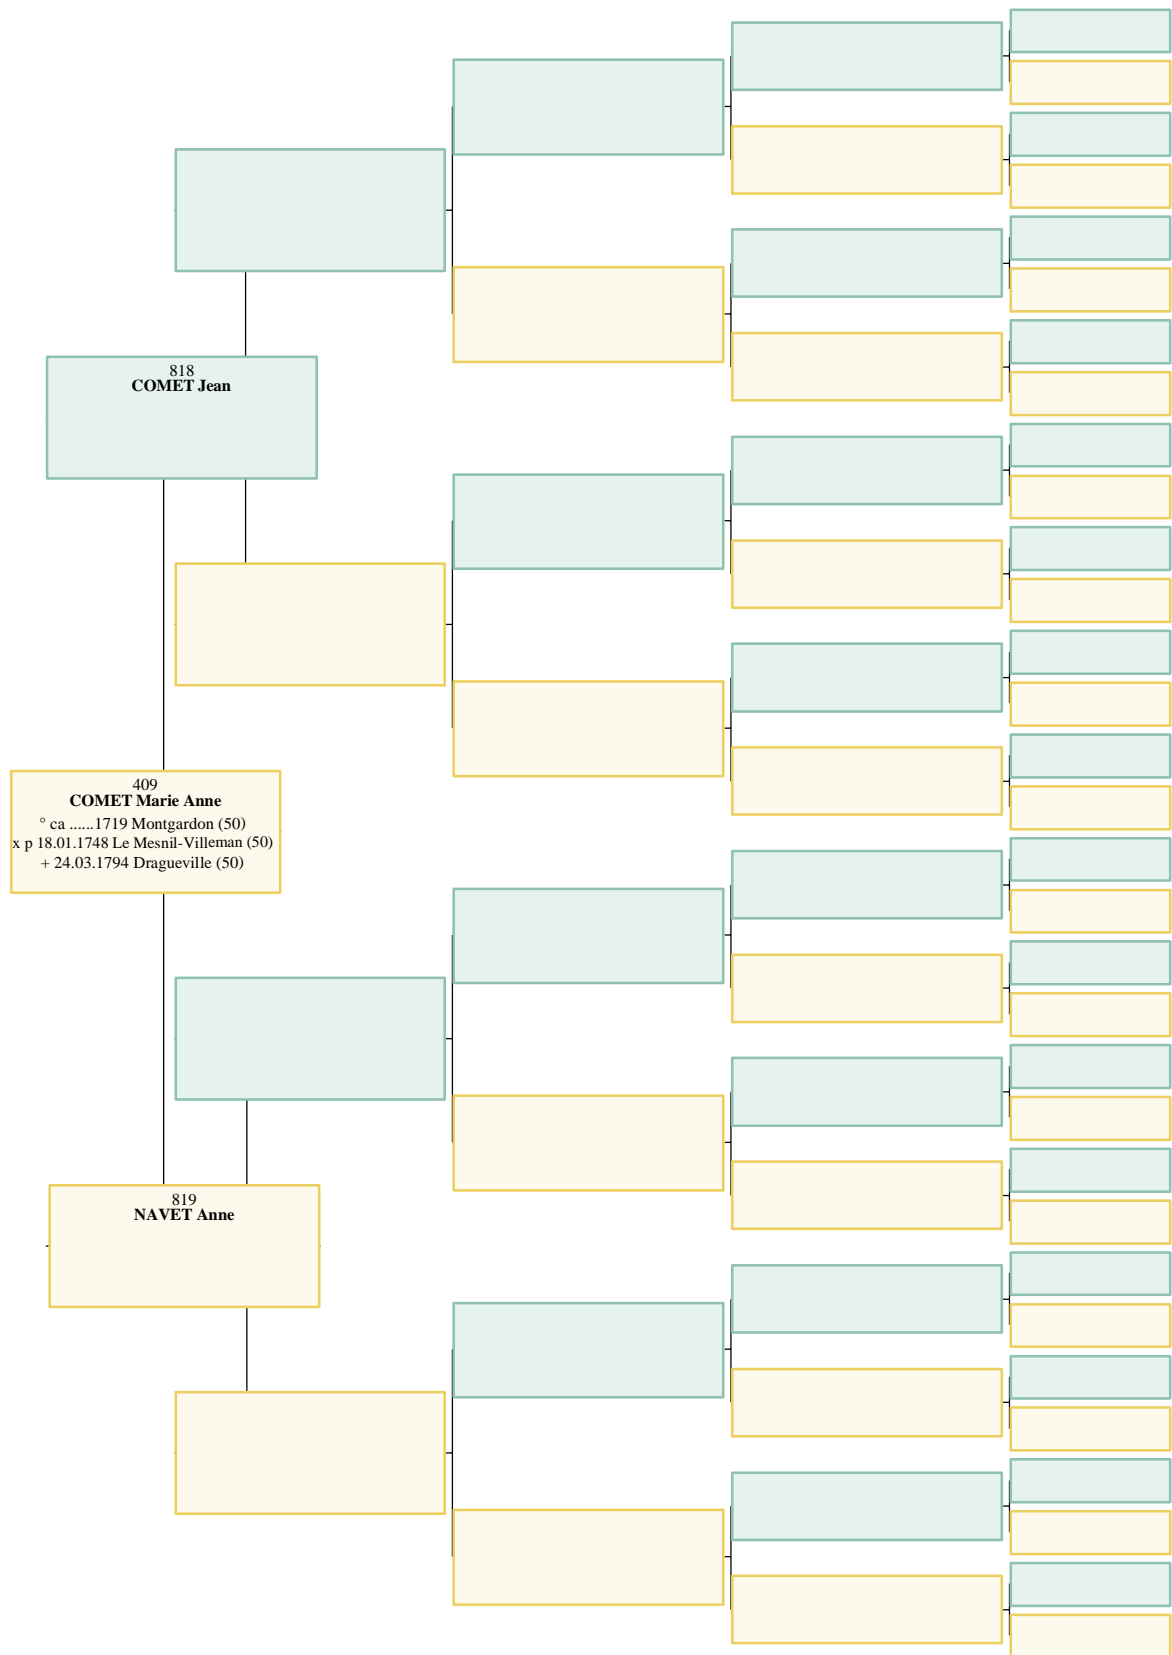 818
COMET Jean
409
COMET Marie Anne
° ca ......1719 Montgardon (50)
x p 18.01.1748 Le Mesnil-Villeman (50)
+ 24.03.1794 Dragueville (50)
819
NAVET Anne